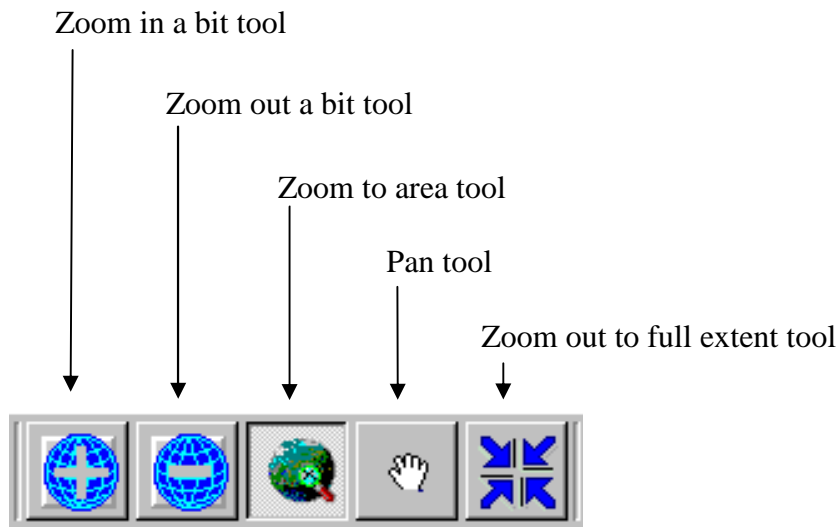 Zoom in a bit tool
Zoom out a bit tool
Zoom to area tool
Pan tool
Zoom out to full extent tool